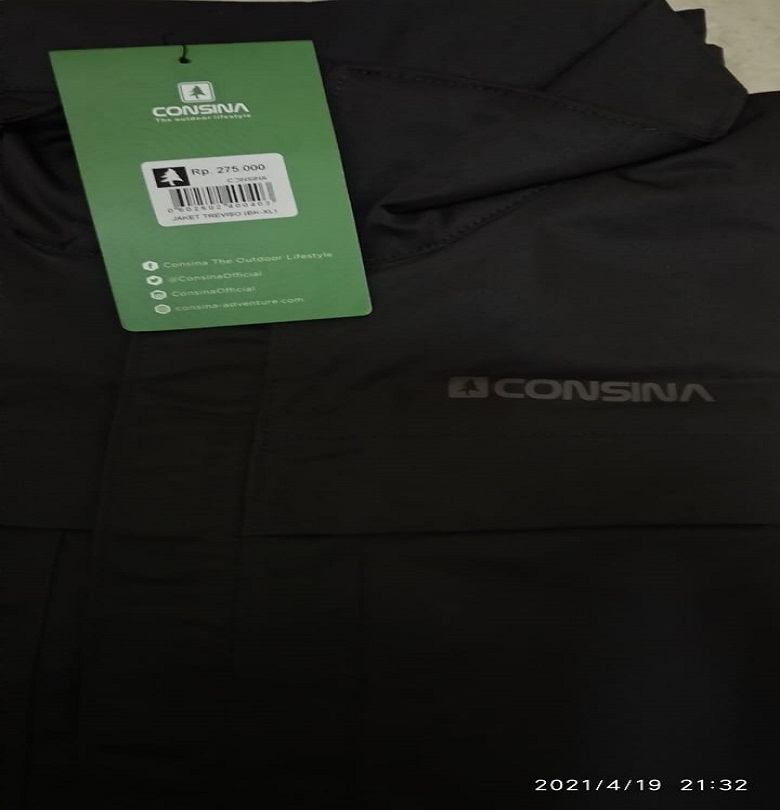 CONSINA
The outdoor lifestyle
Rp. 275.000
CONSINA
JAKET TREVISO (BK-XL)
Consina The Outdoor Lifestyle
@ConsinaOfficial
ConsinaOfficial
consina-adventure.com
CONSINA
2021/4/19 21:32